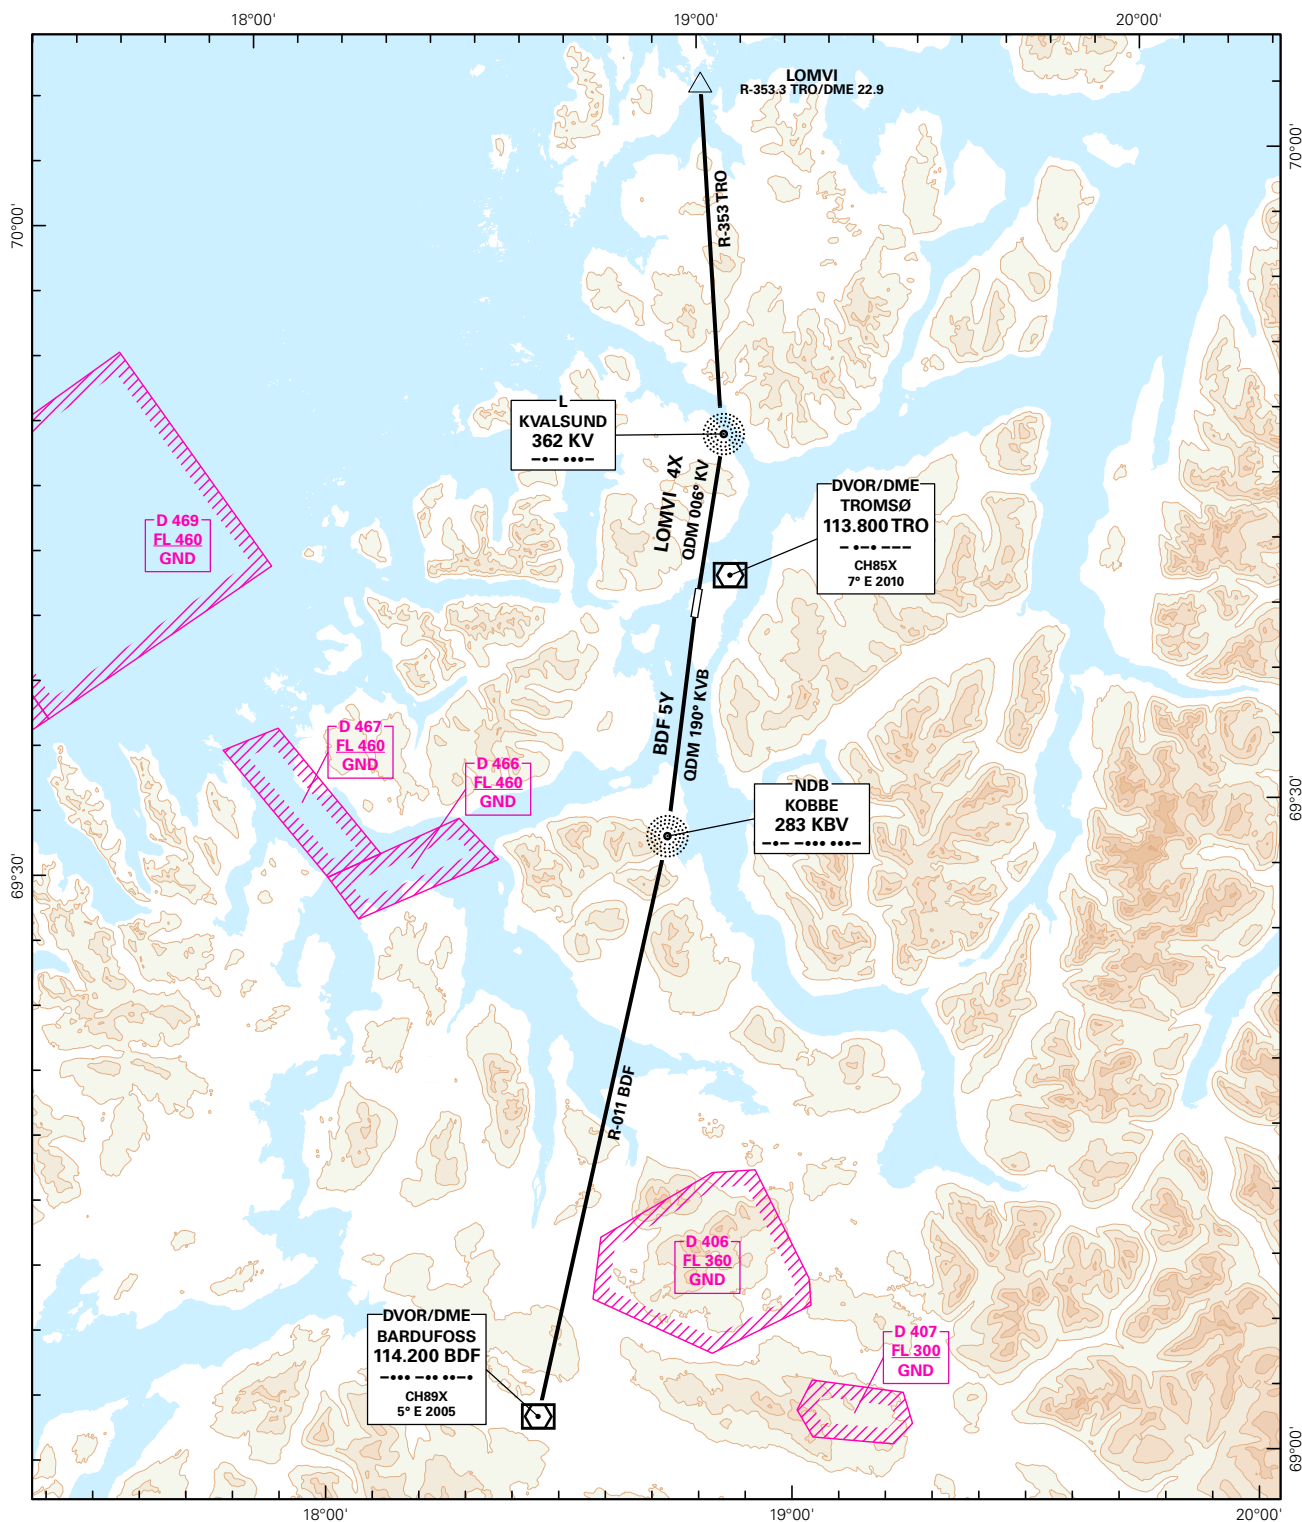 18°00'
19°00'
20°00'
LOMVI
R-353.3 TRO/DME 22.9
70°00'
70°00'
R-353 TRO
L
KVALSUND
362 KV
LOMVI 4X
QDM 006° KV
DVOR/DME
TROMSØ
113.800 TRO
CH85X
7° E 2010
D 469
FL 460
GND
BDF 5Y
QDM 190° KVB
D 467
FL 460
GND
D 466
FL 460
GND
NDB
KOBBE
283 KBV
69°30'
69°30'
R-011 BDF
D 406
FL 360
GND
DVOR/DME
BARDUFOSS
114.200 BDF
CH89X
5° E 2005
D 407
FL 300
GND
69°00'
18°00'
19°00'
20°00'